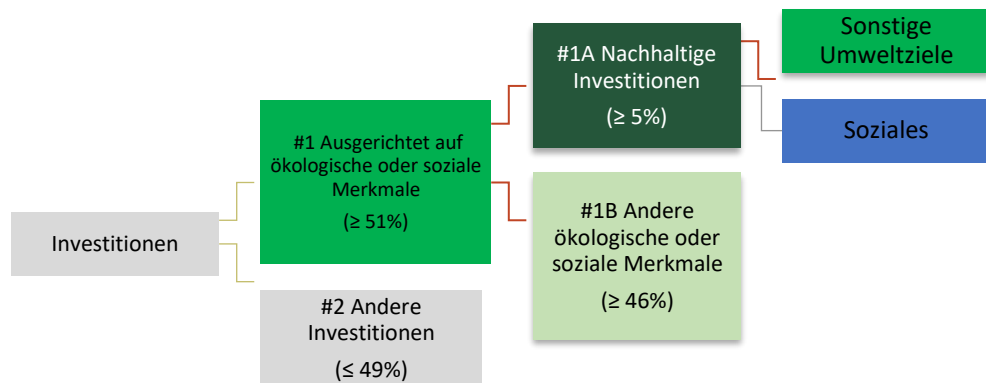 Investitionen
#1 Ausgerichtet auf
ökologische oder soziale
Merkmale
(≥ 51%)
#2 Andere
Investitionen
(≤ 49%)
#1A Nachhaltige
Investitionen
(≥ 5%)
#1B Andere
ökologische oder
soziale Merkmale
(≥ 46%)
Sonstige
Umweltziele
Soziales